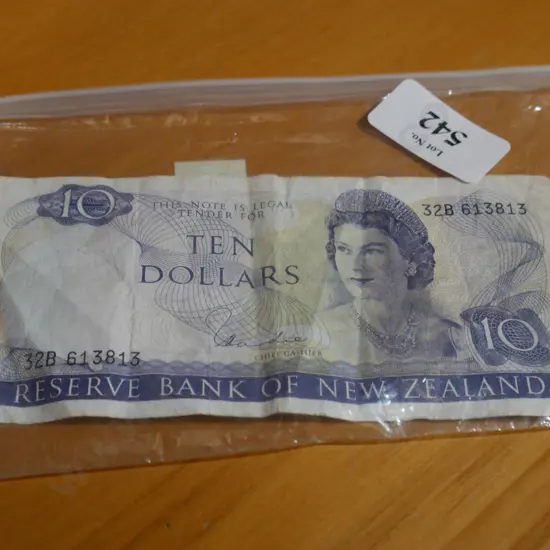 Lot No.
542
10
THIS NOTE IS LEGAL
TENDER FOR
32B 613813
TEN
DOLLARS
CHIEF CASHIER
10
32B 613813
RESERVE BANK OF NEW ZEALAND